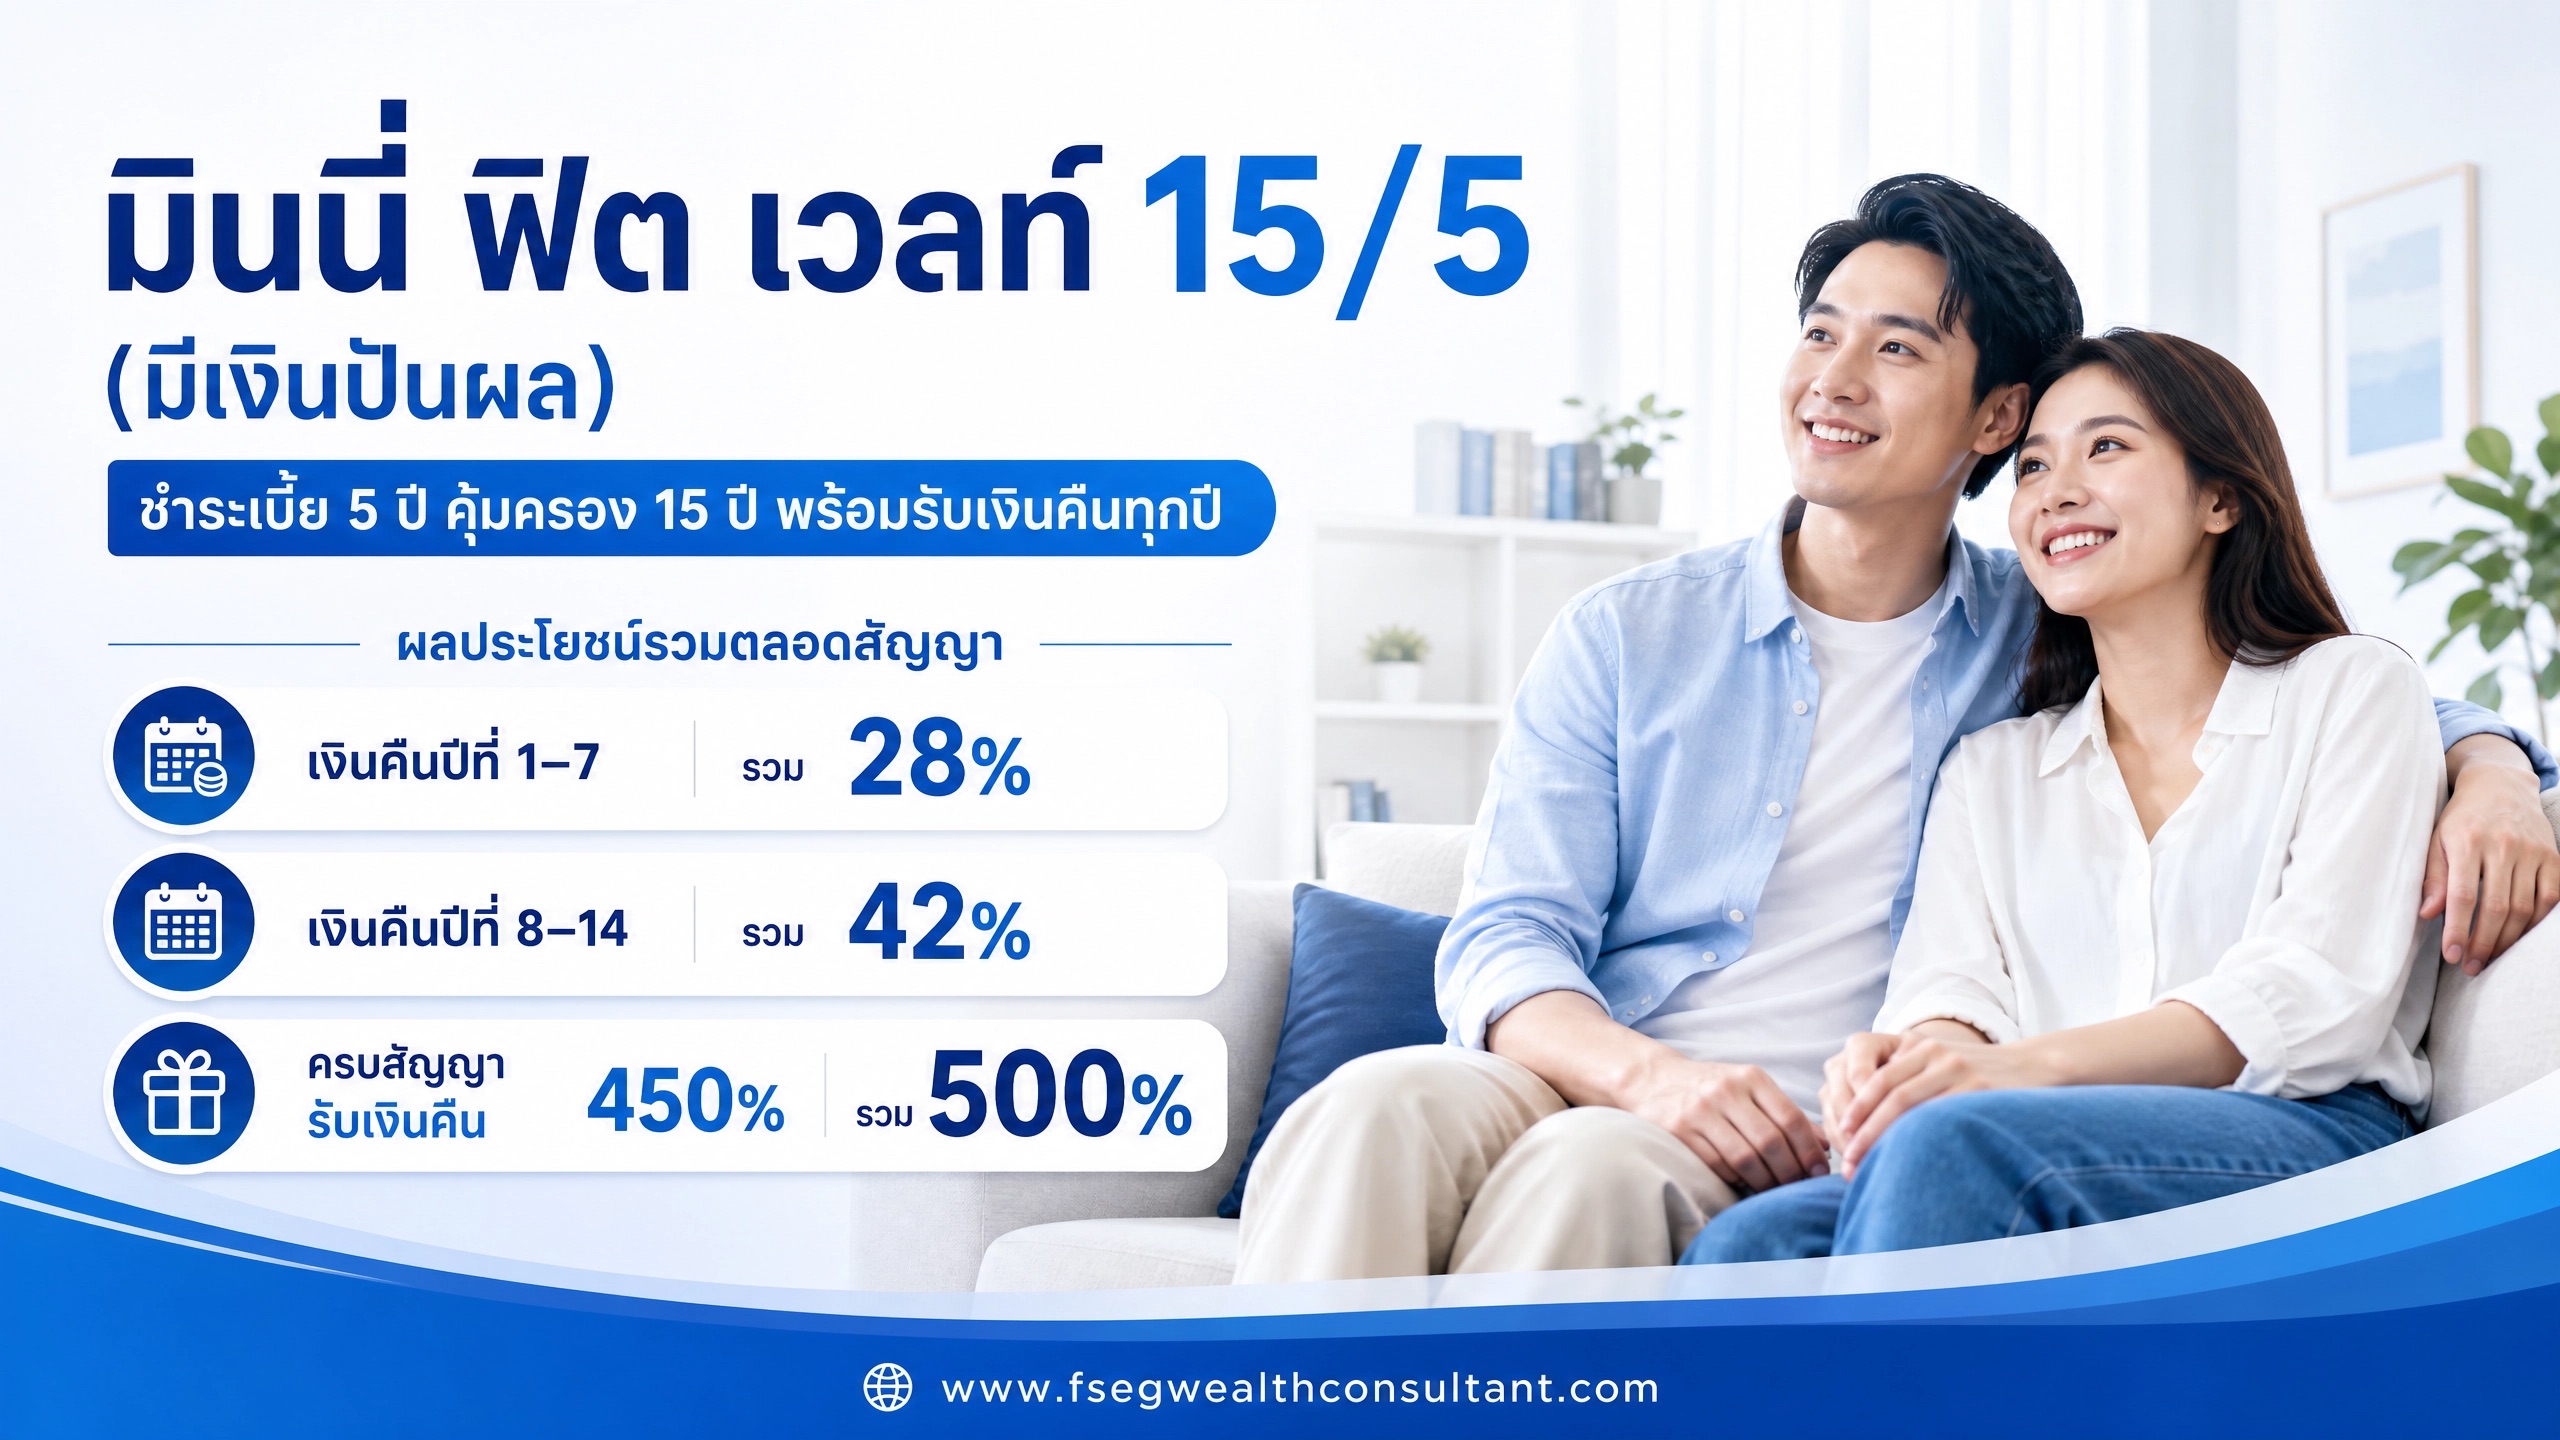 มินนี่ ฟิต เวลท์ 15/5
(มีเงินปันผล)
ชำระเบี้ย 5 ปี คุ้มครอง 15 ปี พร้อมรับเงินคืนทุกปี
ผลประโยชน์รวมตลอดสัญญา
เงินคืนปีที่ 1–7 รวม 28%
เงินคืนปีที่ 8–14 รวม 42%
ครบสัญญา
รับเงินคืน 450% รวม 500%
www.fsegwealthconsultant.com